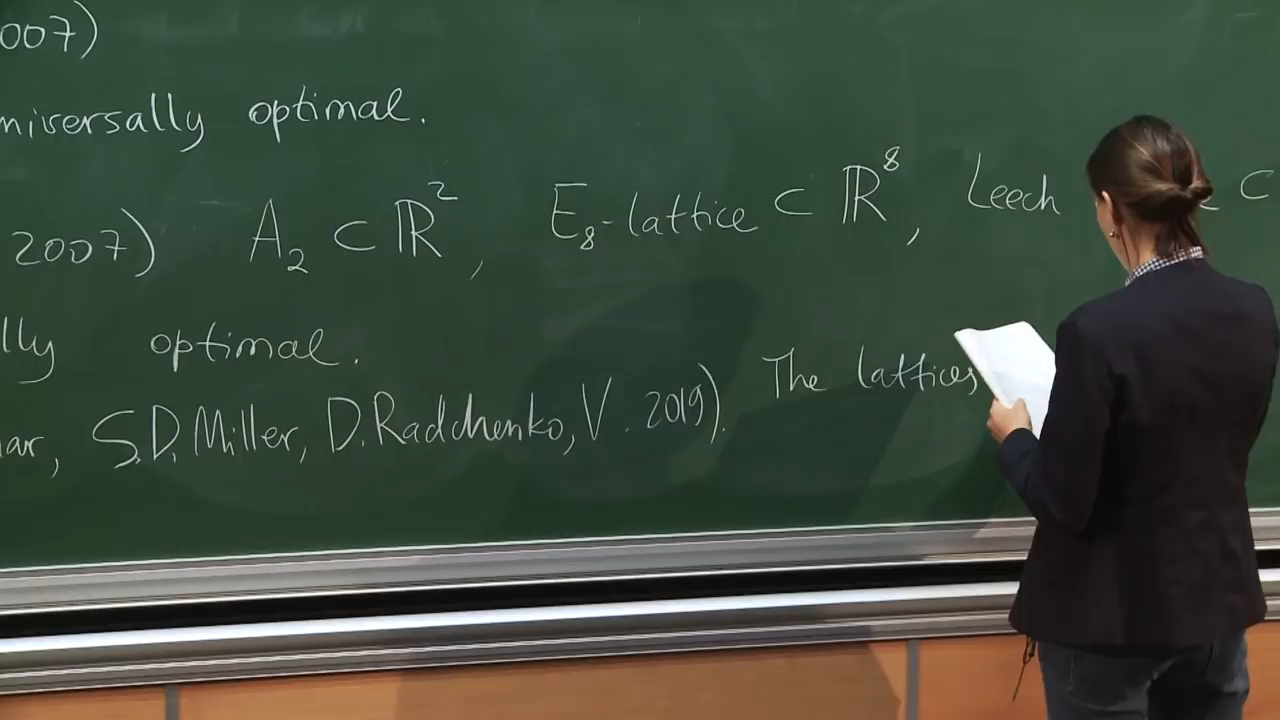 007)
niversally optimal.
2007) A₂ ⊂ ℝ², E₈-lattice ⊂ ℝ⁸, Leech ⊂
lly optimal.
ar, S.D. Miller, D. Radchenko, V. 2019). The lattices